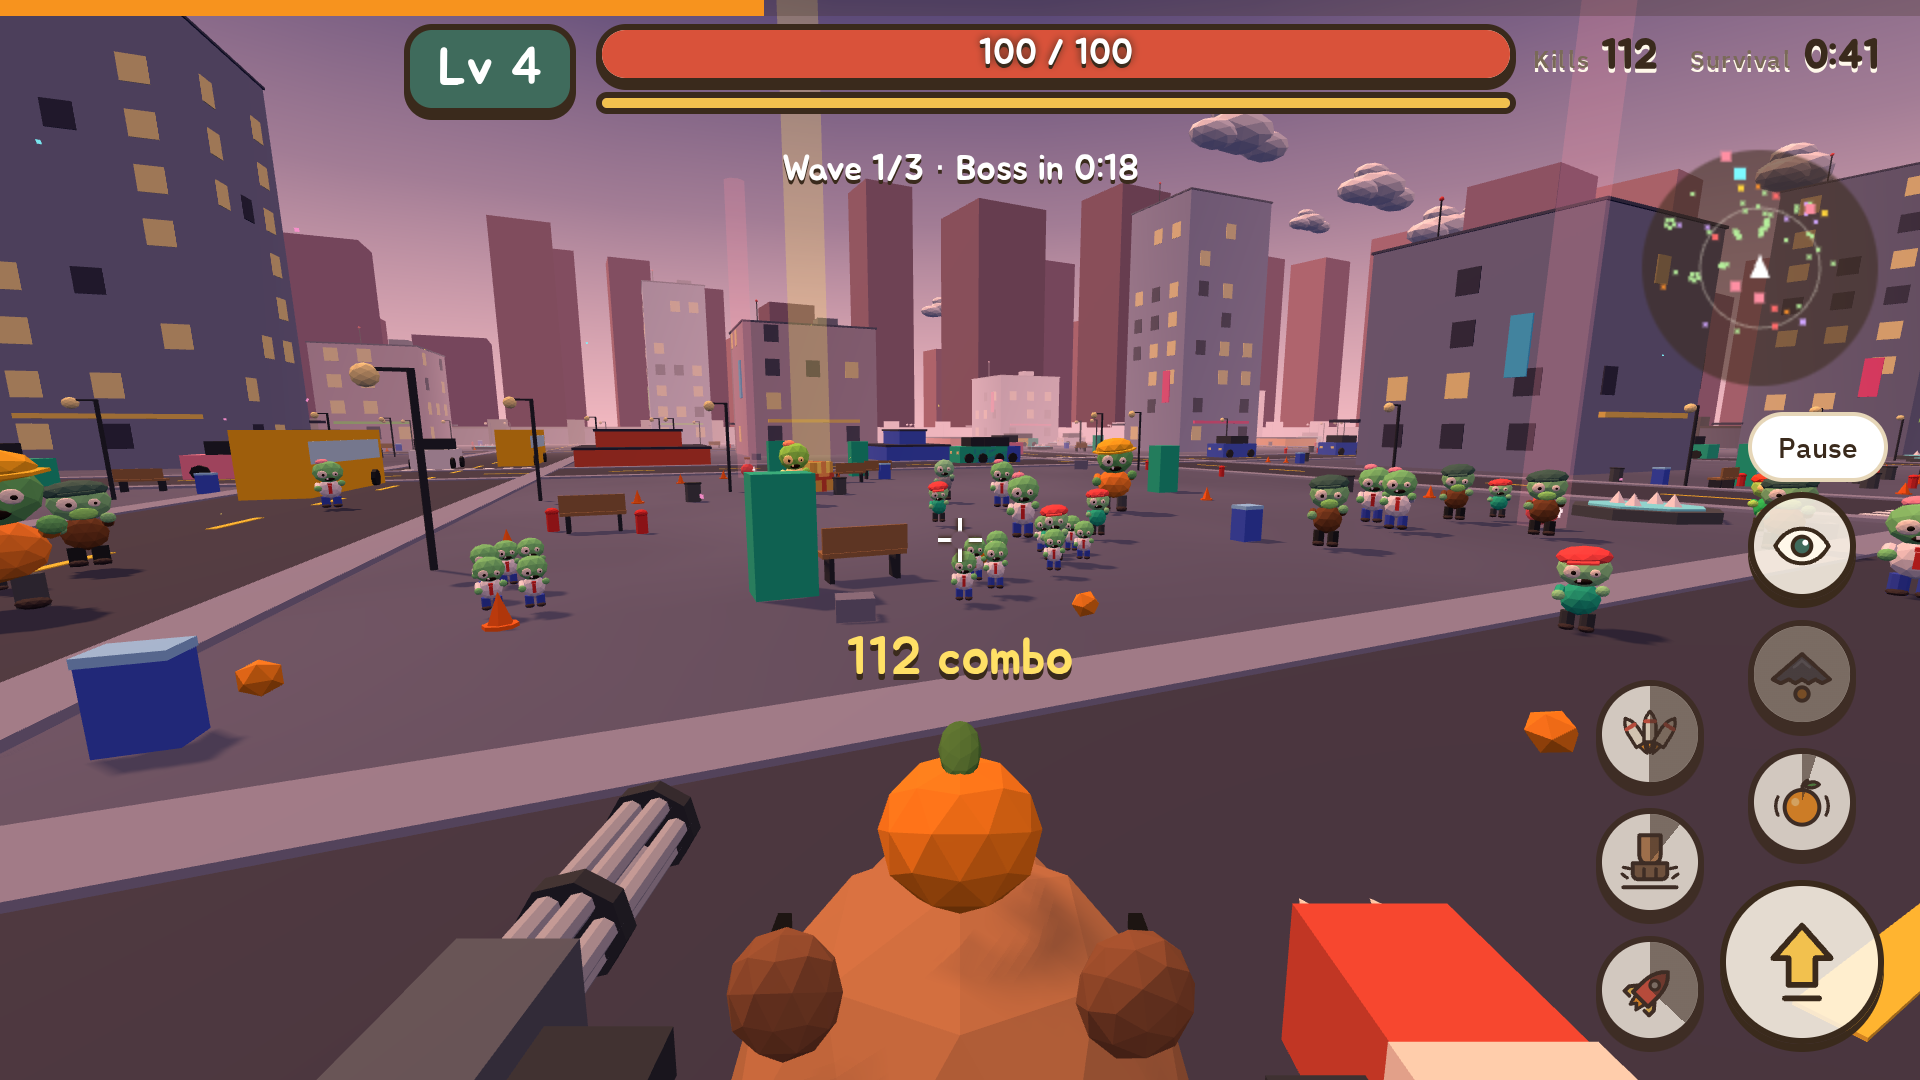 Lv 4
100 / 100
Kills 112 Survival 0:41
Wave 1/3 · Boss in 0:18
Pause
112 combo